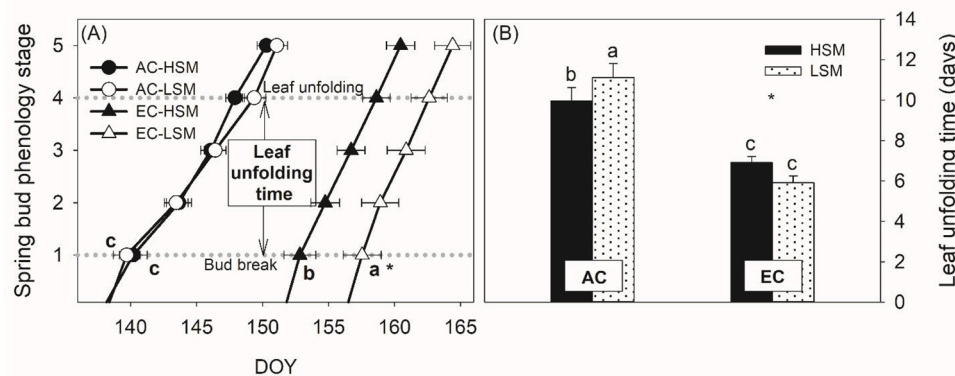 (A)
AC-HSM
AC-LSM
EC-HSM
EC-LSM
Leaf unfolding
Leaf
unfolding
time
Bud break
c
c
b
a *
5
4
3
2
1
Spring bud phenology stage
140 145 150 155 160 165
DOY
(B)
HSM
LSM
*
b
a
c
c
AC
EC
14
12
10
8
6
4
2
0
Leaf unfolding time (days)